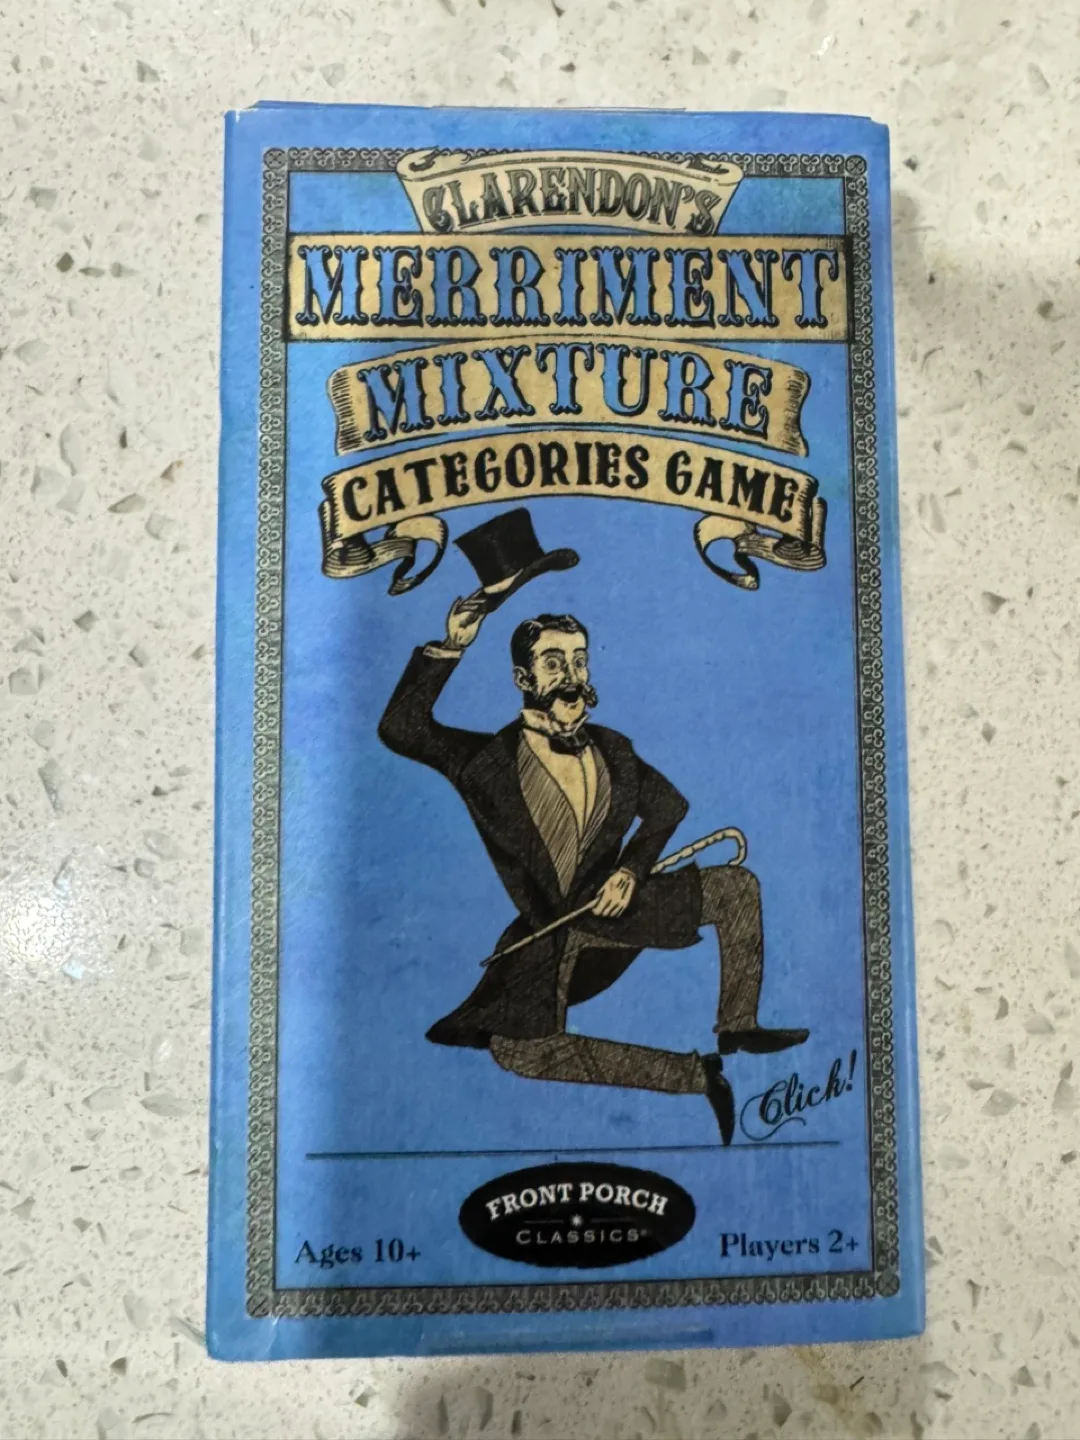 CLARENDON'S
MERRIMENT
MIXTURE
CATEGORIES GAME
Click!
FRONT PORCH
CLASSICS®
Ages 10+
Players 2+